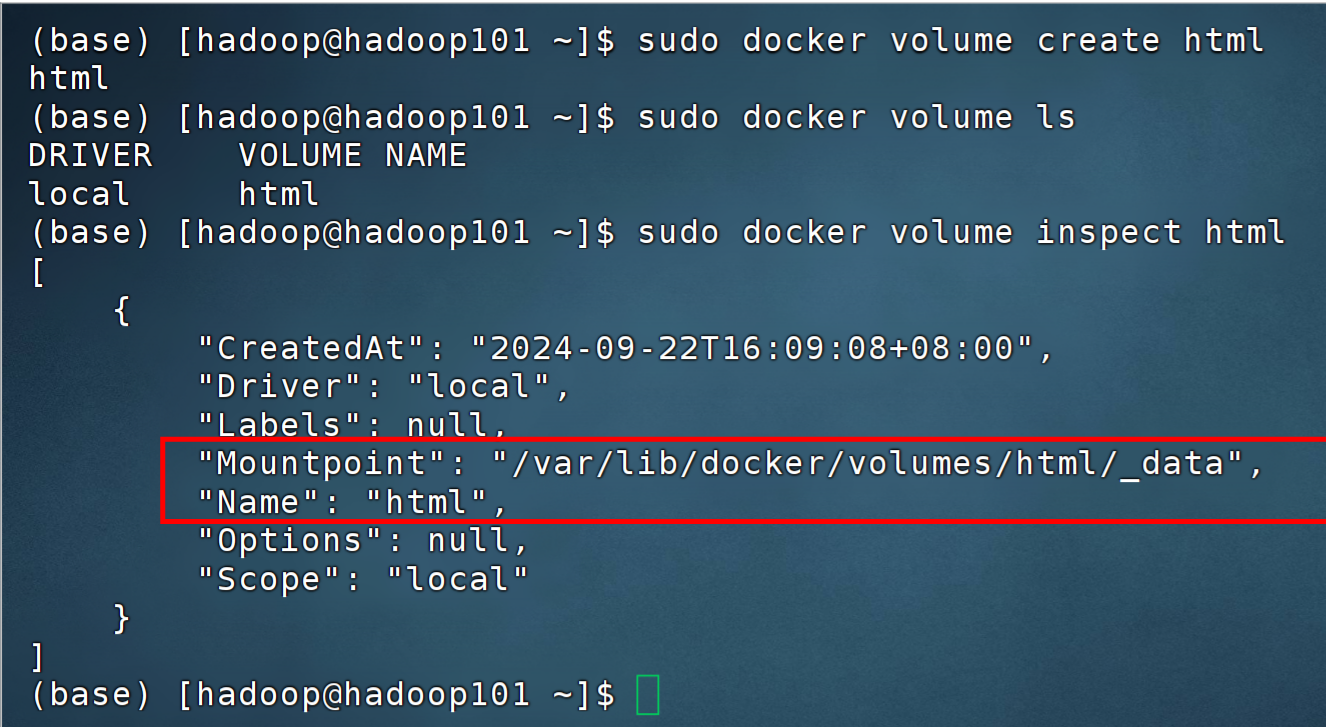 (base) [hadoop@hadoop101 ~]$ sudo docker volume create html
html
(base) [hadoop@hadoop101 ~]$ sudo docker volume ls
DRIVER    VOLUME NAME
local     html
(base) [hadoop@hadoop101 ~]$ sudo docker volume inspect html
[
    {
        "CreatedAt": "2024-09-22T16:09:08+08:00",
        "Driver": "local",
        "Labels": null,
        "Mountpoint": "/var/lib/docker/volumes/html/_data",
        "Name": "html",
        "Options": null,
        "Scope": "local"
    }
]
(base) [hadoop@hadoop101 ~]$